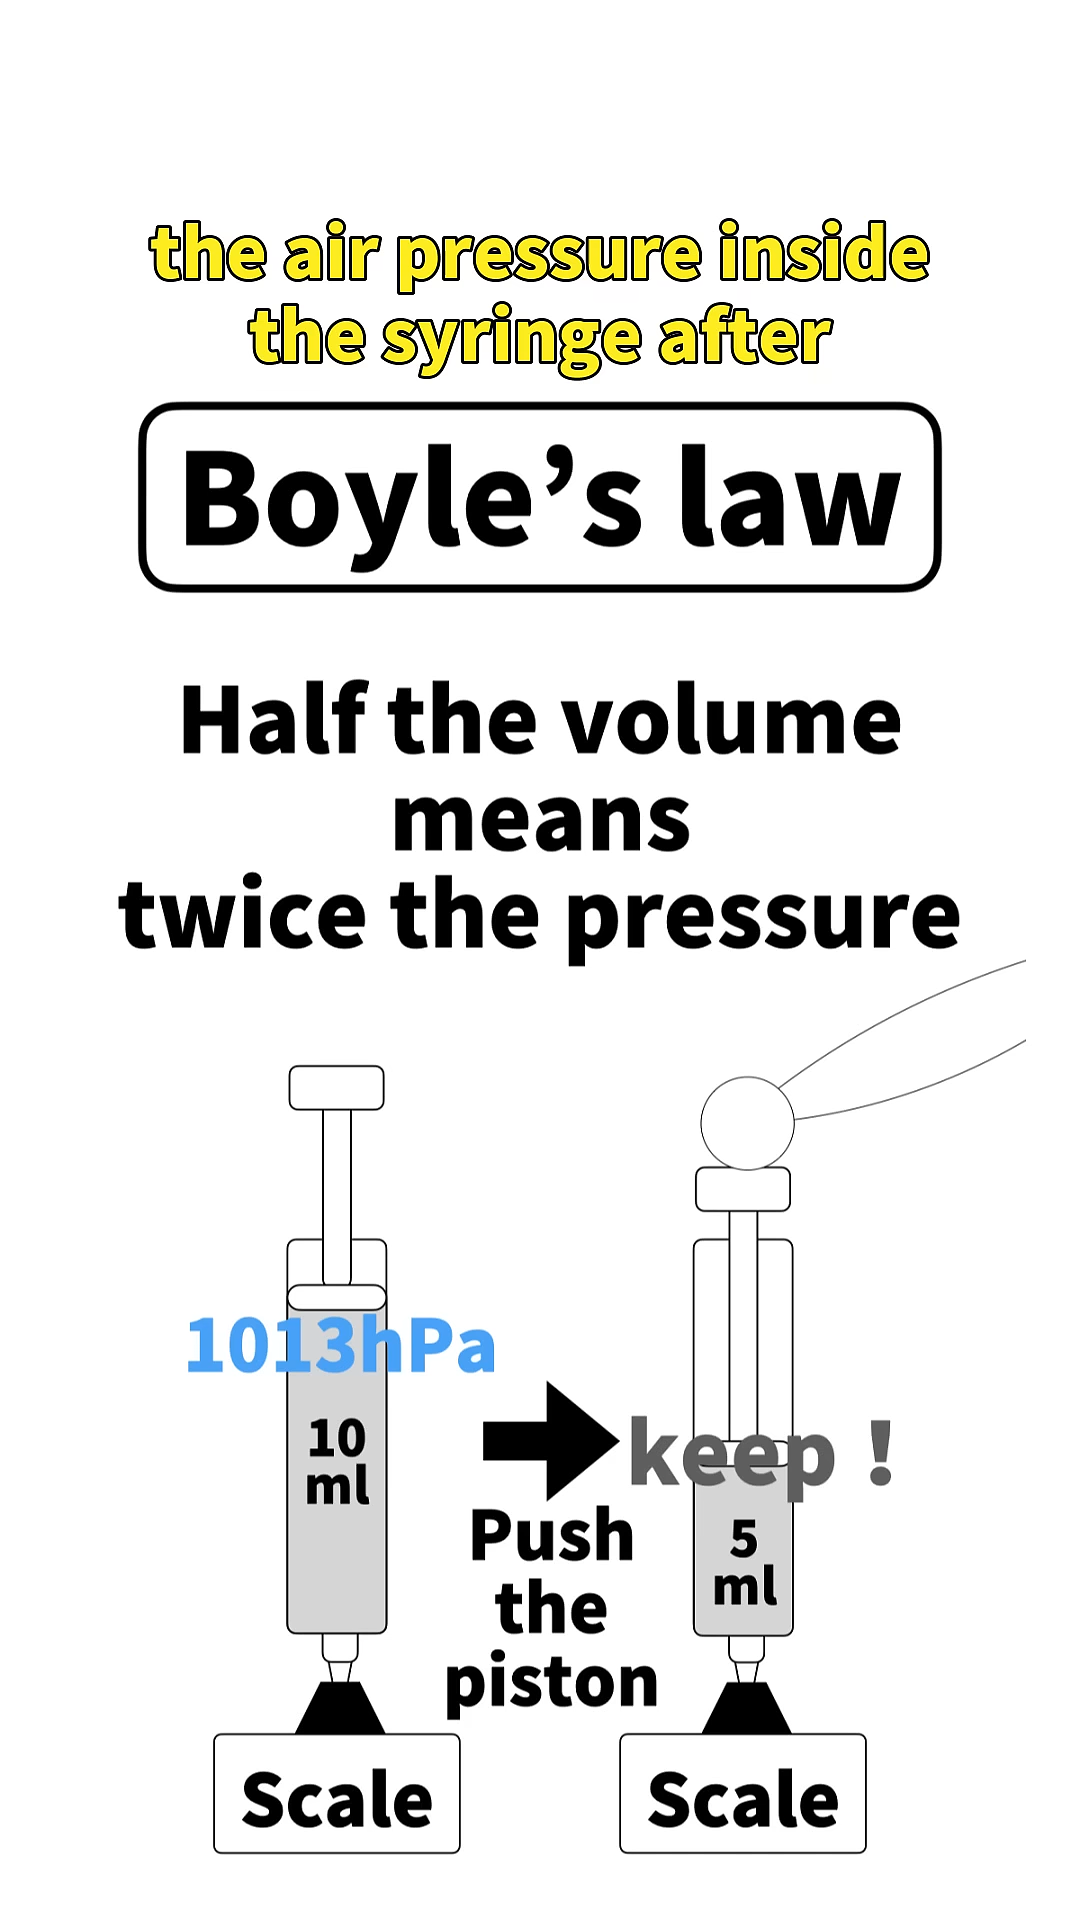 the air pressure inside
the syringe after
Boyle’s law
Half the volume
means
twice the pressure
1013hPa
10
ml
keep !
Push
the
piston
5
ml
Scale
Scale